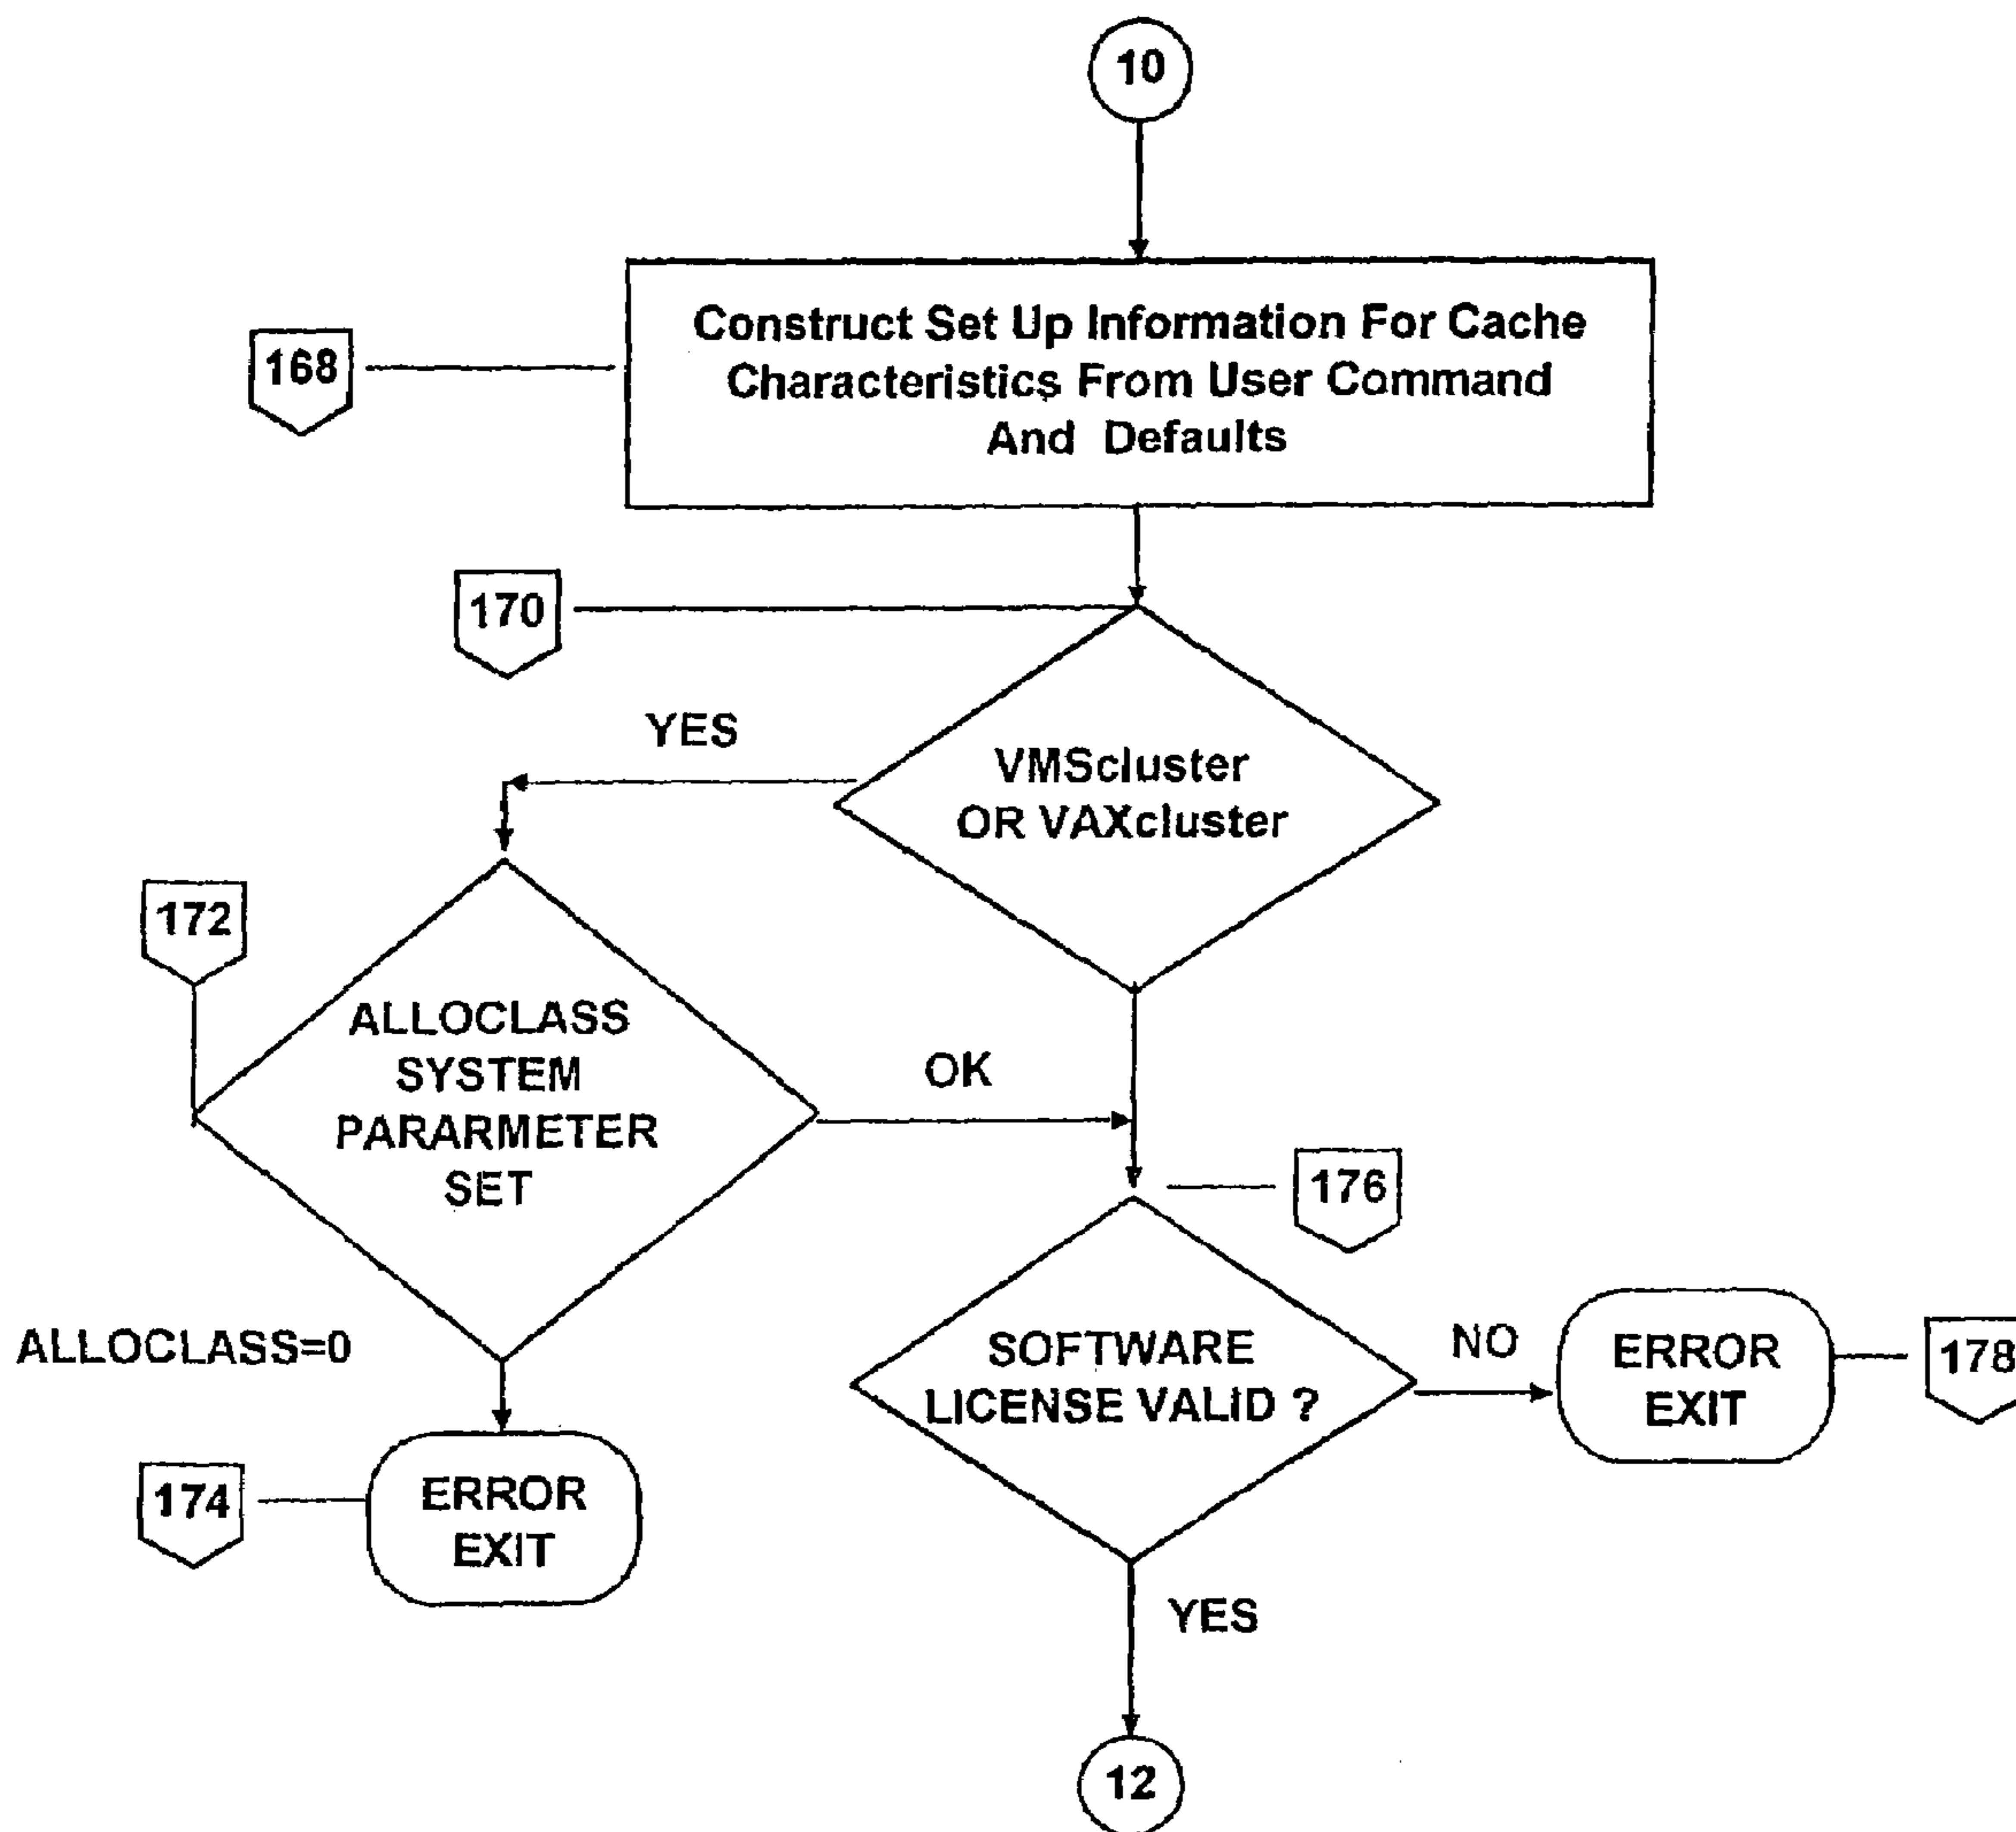 10
Construct Set Up Information For Cache
Characteristics From User Command
And Defaults
168
170
YES
VMScluster
OR VAXcluster
172
ALLOCLASS
SYSTEM
PARARMETER
SET
OK
176
ALLOCLASS=0
SOFTWARE
LICENSE VALID ?
NO
ERROR
EXIT
178
174
ERROR
EXIT
YES
12